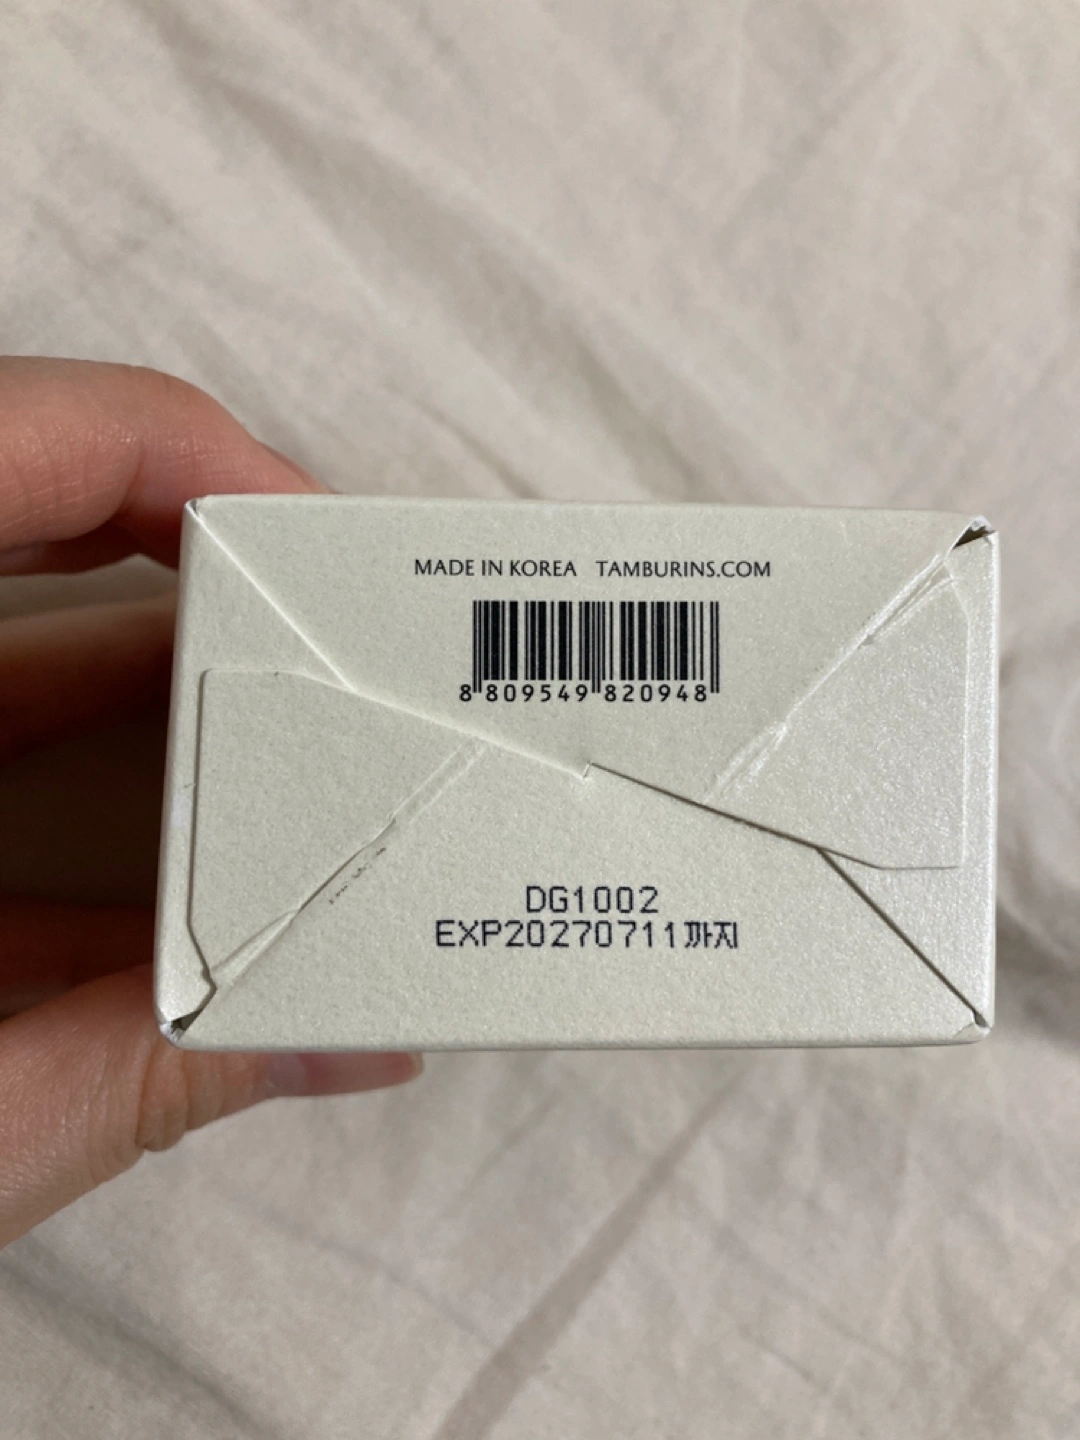 MADE IN KOREA TAMBURINS.COM
8 809549 820948
DG1002
EXP20270711까지